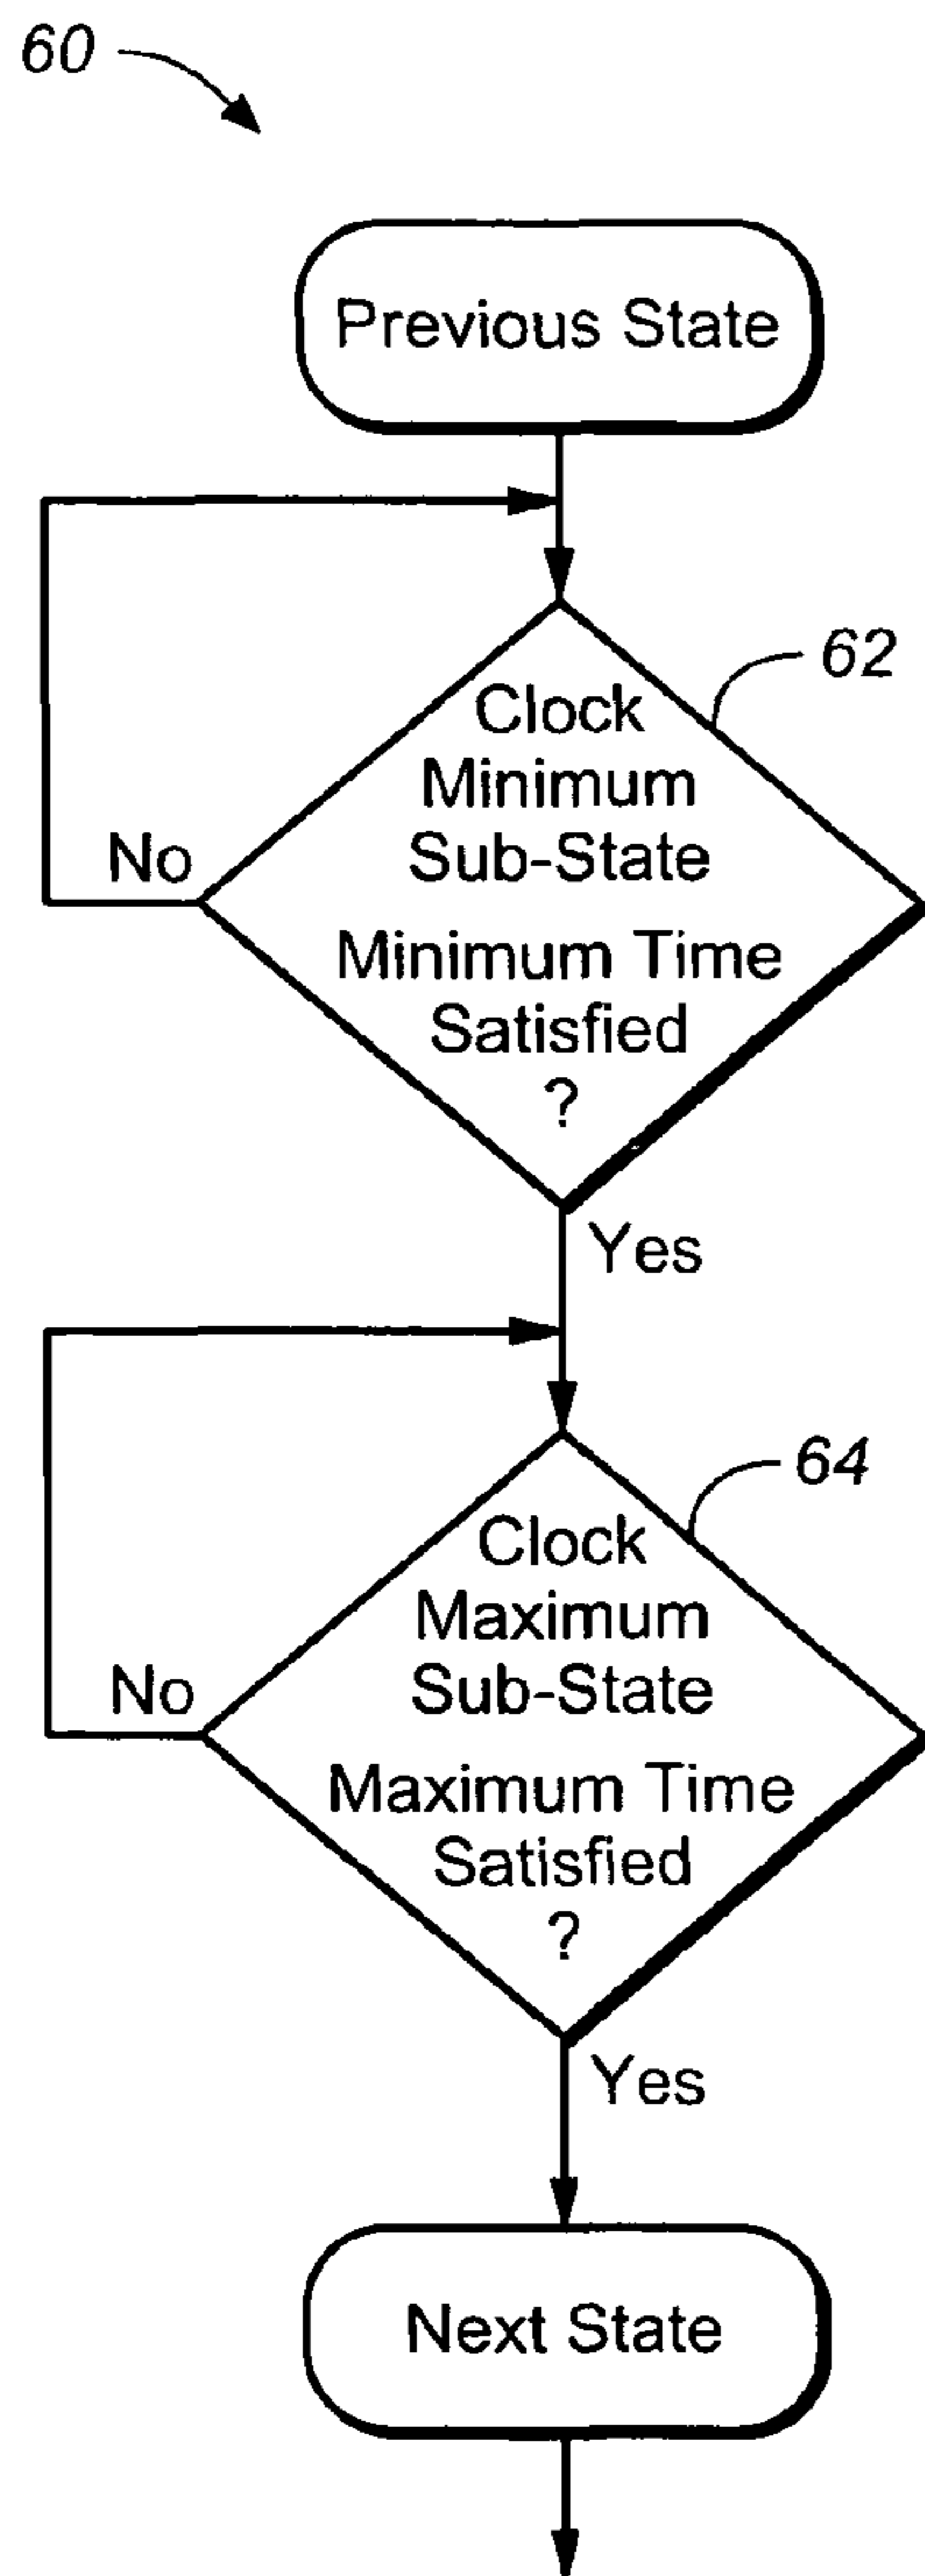 60
Previous State
62
Clock
Minimum
Sub-State
No
Minimum Time
Satisfied
?
Yes
64
Clock
Maximum
Sub-State
No
Maximum Time
Satisfied
?
Yes
Next State